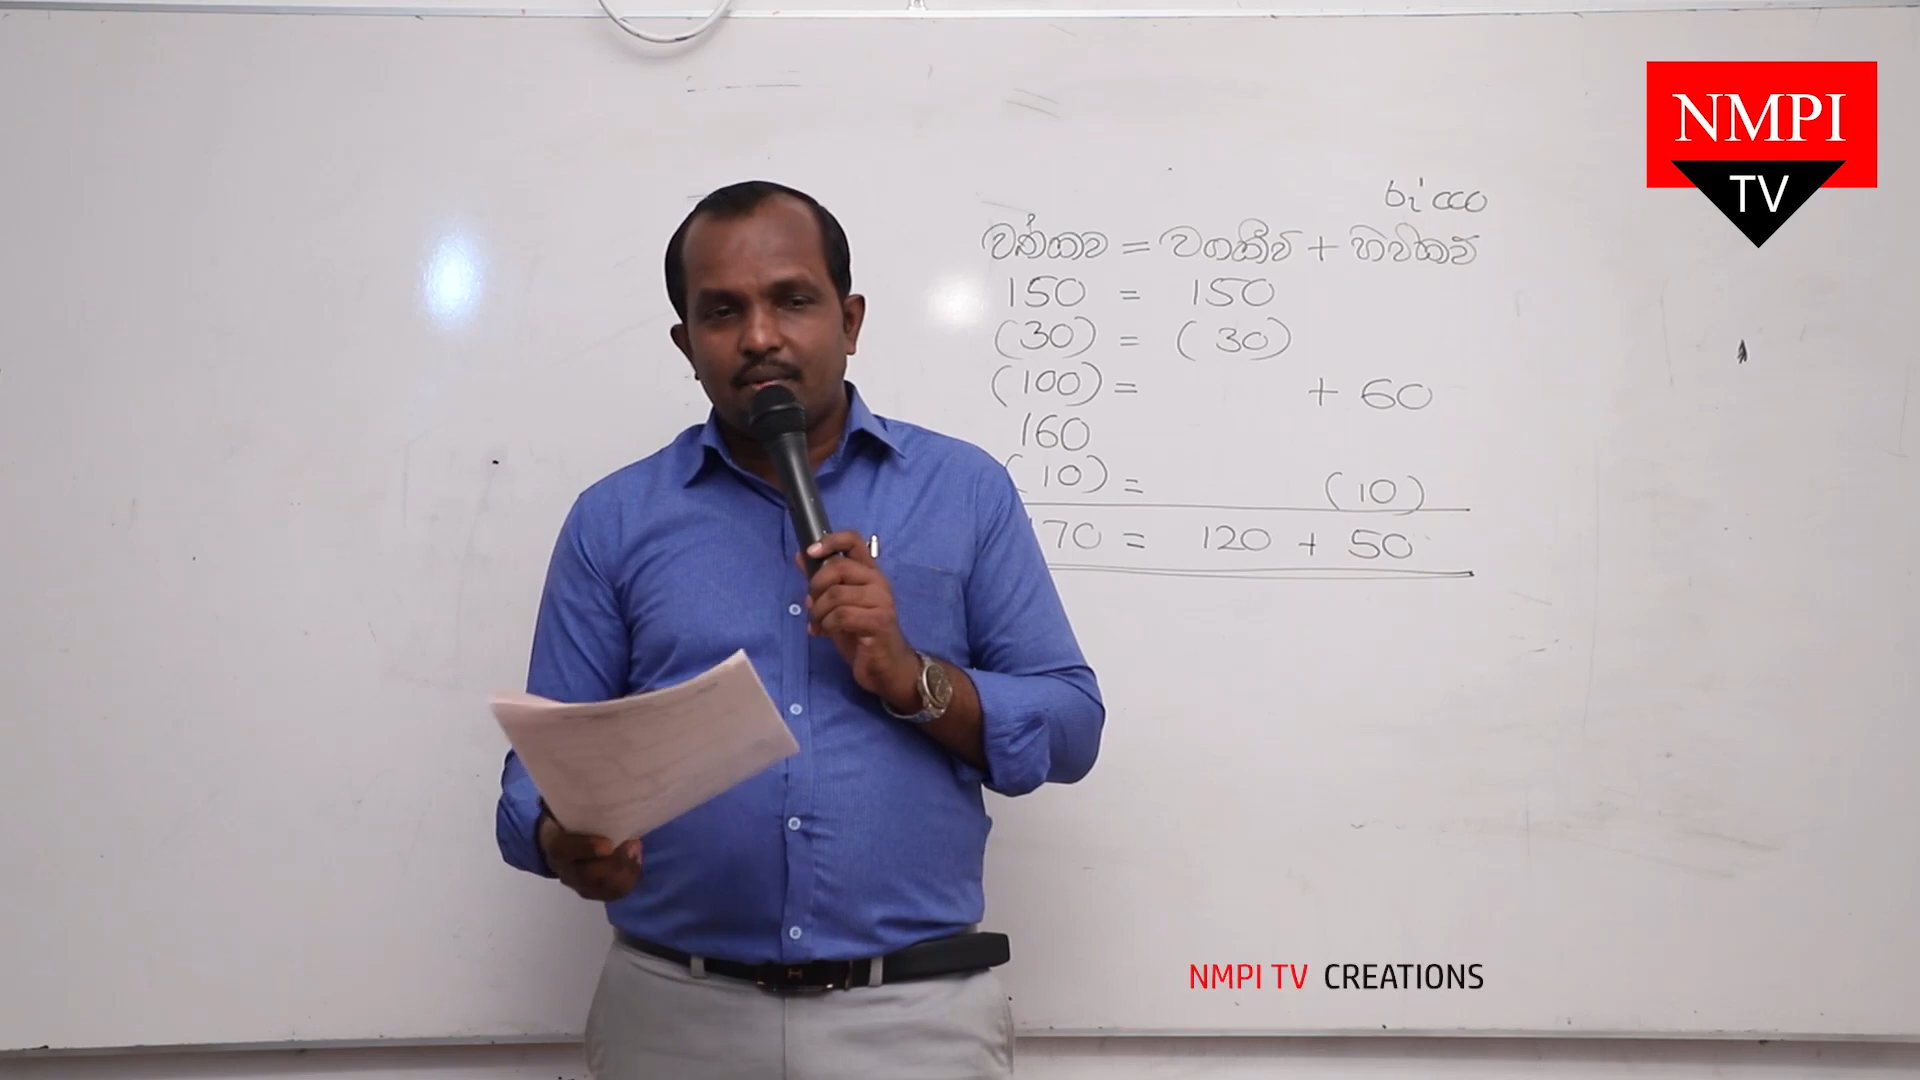 NMPI
TV
රු'000
වත්කම් = වගකීම් + හිමිකම්
150 = 150
(30) = (30)
(100) = + 60
160
(10) = (10)
70 = 120 + 50
NMPI TV CREATIONS